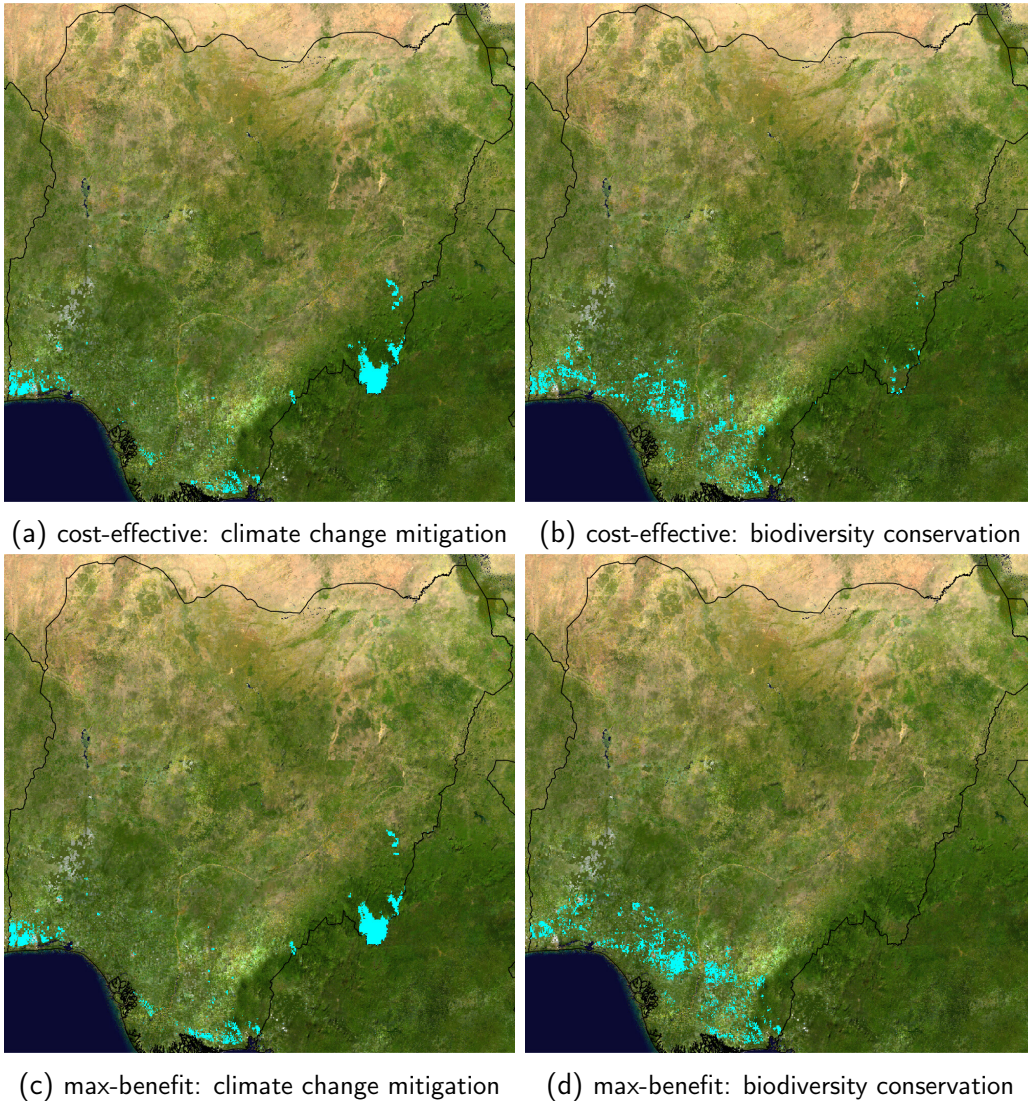 (a) cost-effective: climate change mitigation
(b) cost-effective: biodiversity conservation
(c) max-benefit: climate change mitigation
(d) max-benefit: biodiversity conservation